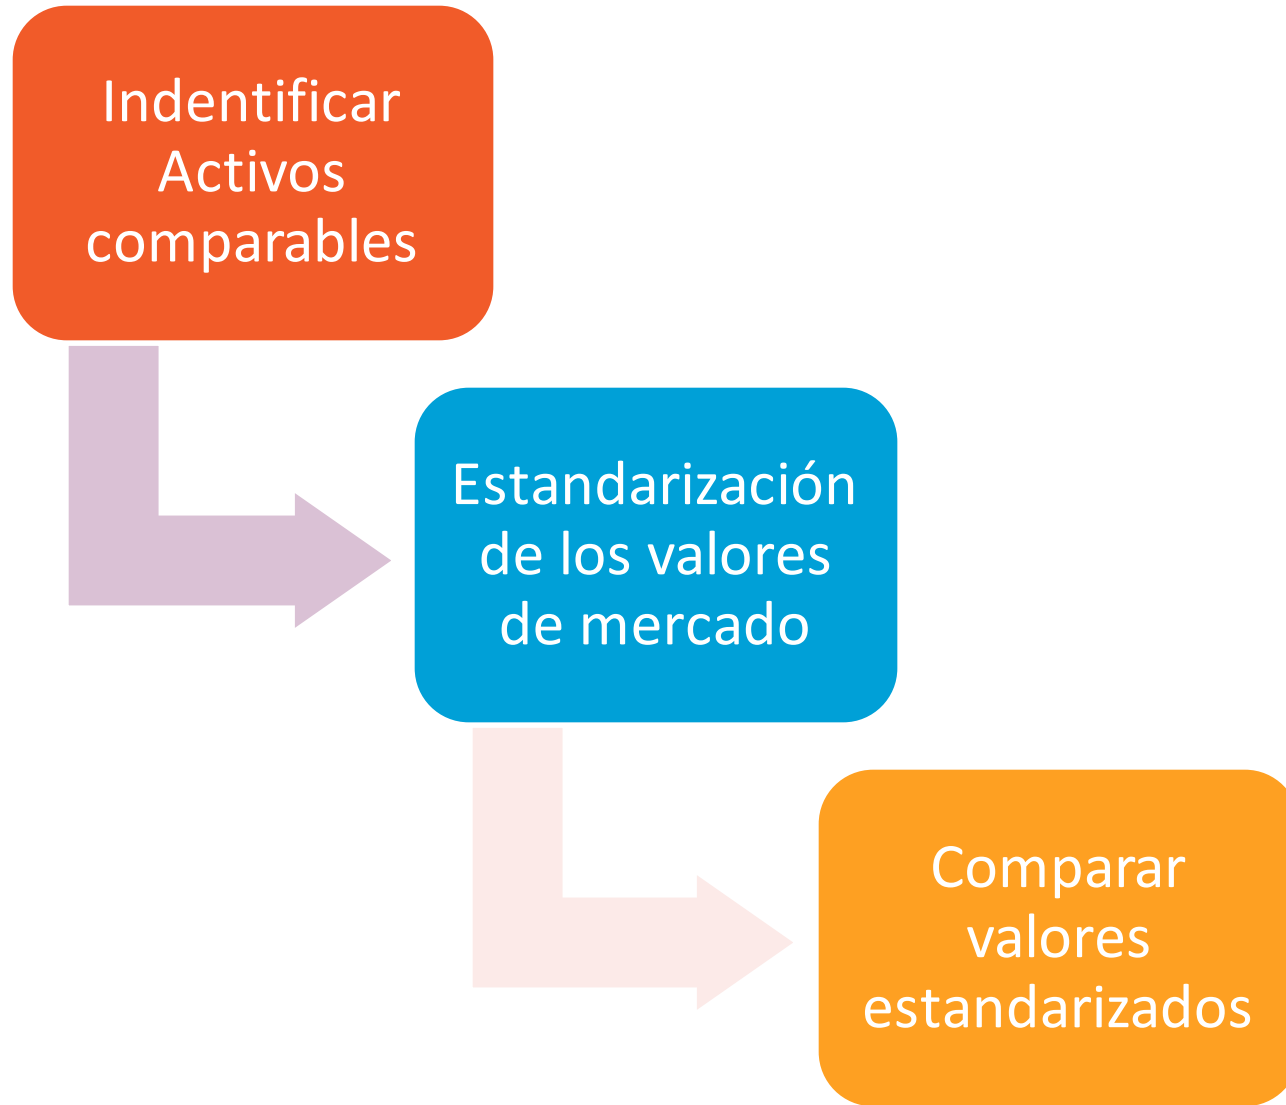 Indentificar
Activos
comparables
Estandarización
de los valores
de mercado
Comparar
valores
estandarizados